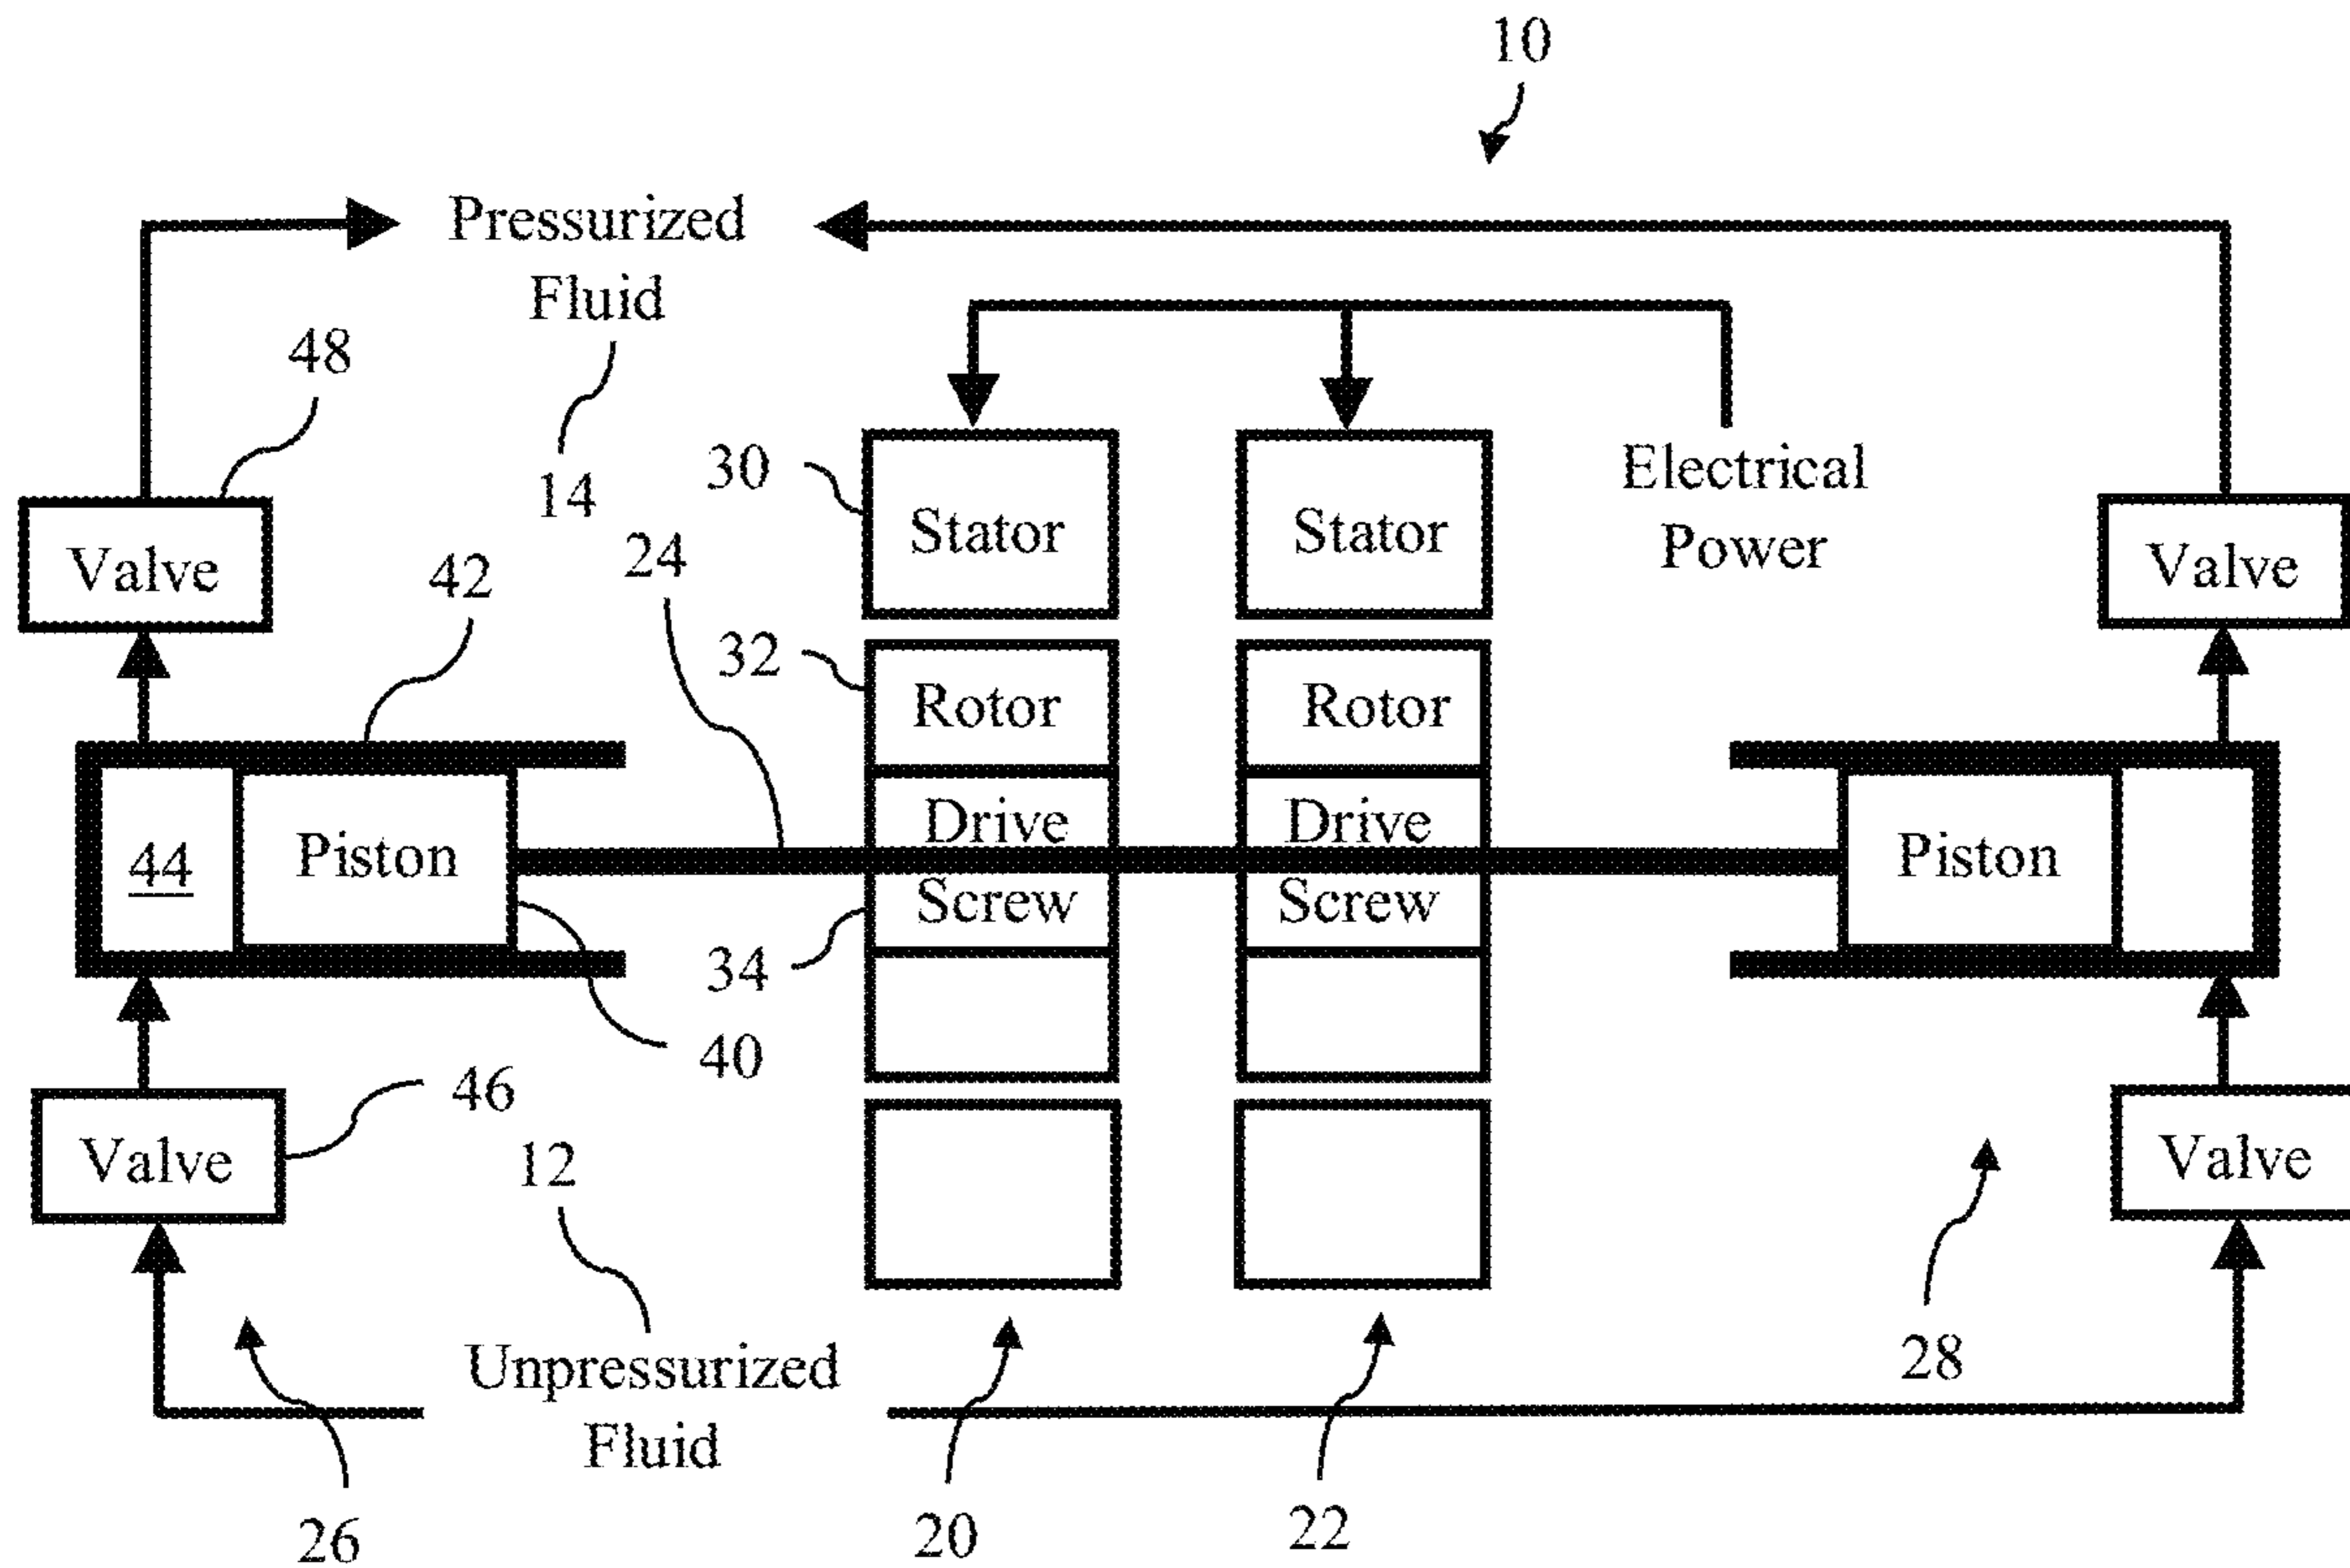 10
Pressurized
Fluid
48
14
30
Stator
Stator
Electrical
Power
Valve
42
24
Valve
32
Rotor
Rotor
44
Piston
Drive
Screw
Drive
Screw
Piston
34
40
46
Valve
12
Valve
Unpressurized
Fluid
28
26
20
22